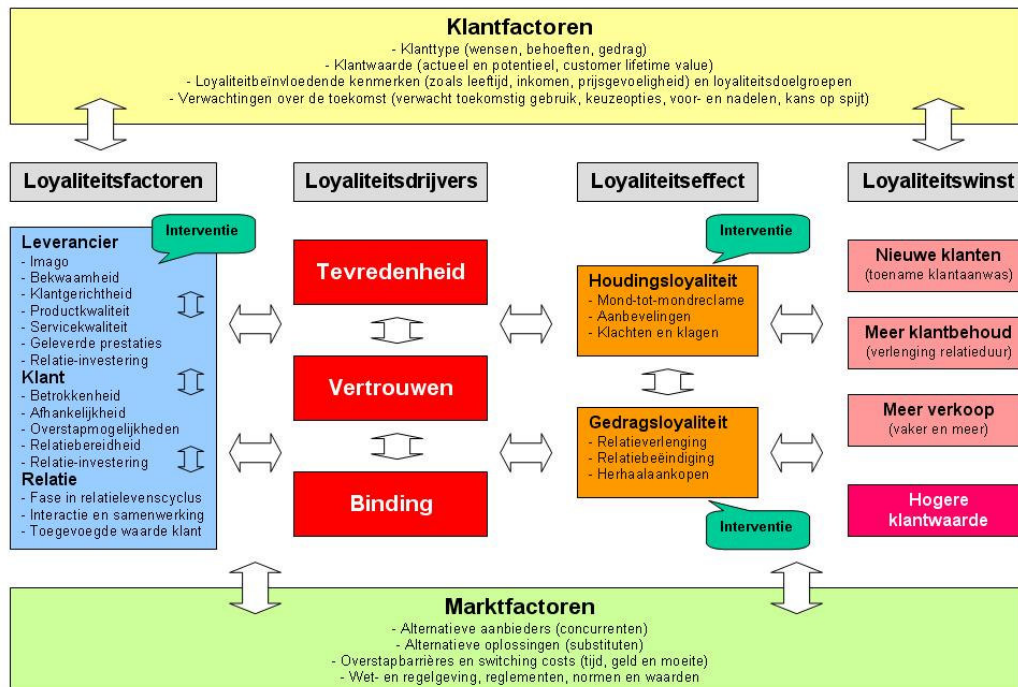 Klantfactoren
- Klanttype (wensen, behoeften, gedrag)
- Klantwaarde (actueel en potentieel, customer lifetime value)
- Loyaliteitbeïnvloedende kenmerken (zoals leeftijd, inkomen, prijsgevoeligheid) en loyaliteitsdoelgroepen
- Verwachtingen over de toekomst (verwacht toekomstig gebruik, keuzeopties, voor- en nadelen, kans op spijt)
Loyaliteitsfactoren
Interventie
Leverancier
- Imago
- Bekwaamheid
- Klantgerichtheid
- Productkwaliteit
- Servicekwaliteit
- Geleverde prestaties
- Relatie-investering
Klant
- Betrokkenheid
- Afhankelijkheid
- Overstapmogelijkheden
- Relatiebereidheid
- Relatie-investering
Relatie
- Fase in relatielevenscyclus
- Interactie en samenwerking
- Toegevoegde waarde klant
Loyaliteitsdrijvers
Tevredenheid
Vertrouwen
Binding
Loyaliteitseffect
Interventie
Houdingsloyaliteit
- Mond-tot-mondreclame
- Aanbevelingen
- Klachten en klagen
Gedragsloyaliteit
- Relatieverlenging
- Relatiebeëindiging
- Herhaalaankopen
Interventie
Loyaliteitswinst
Nieuwe klanten
(toename klantaanwas)
Meer klantbehoud
(verlenging relatieduur)
Meer verkoop
(vaker en meer)
Hogere
klantwaarde
Marktfactoren
- Alternatieve aanbieders (concurrenten)
- Alternatieve oplossingen (substituten)
- Overstapbarrières en switching costs (tijd, geld en moeite)
- Wet- en regelgeving, reglementen, normen en waarden